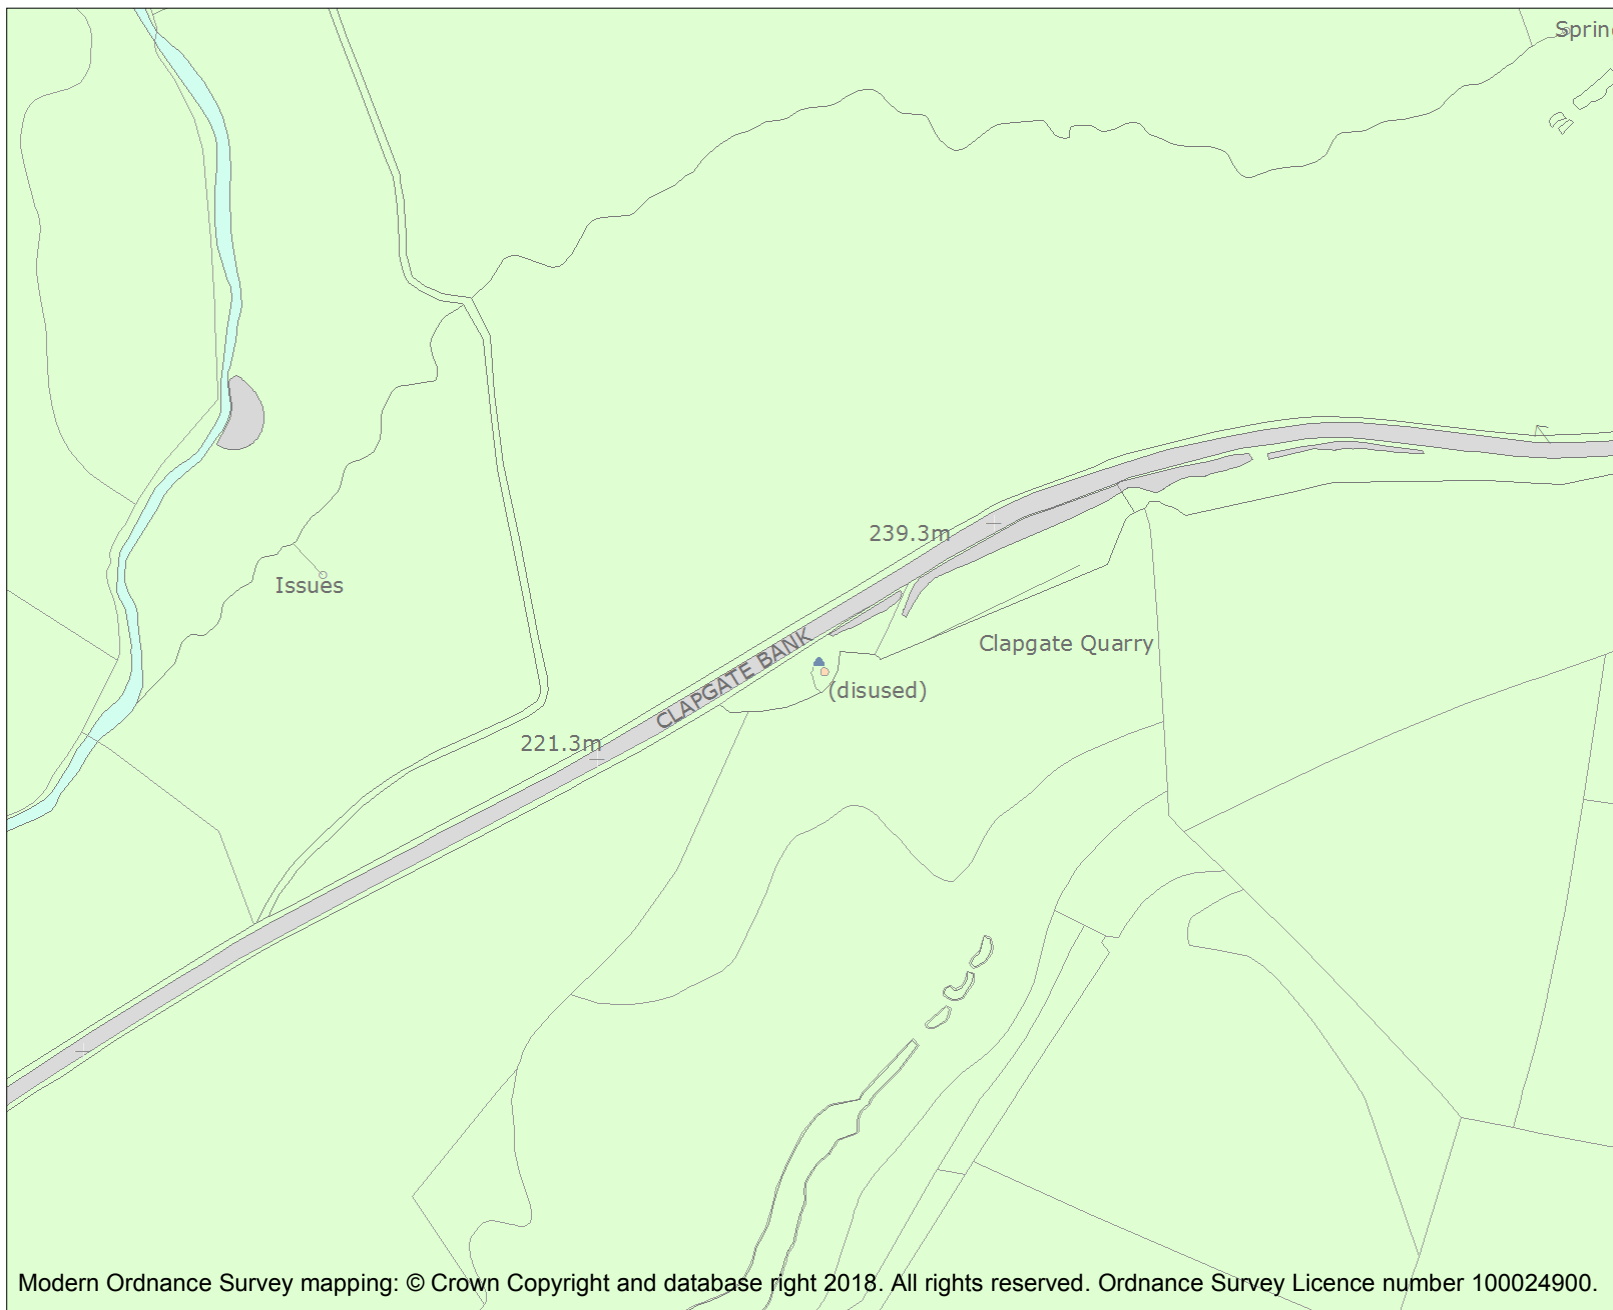 239.3m
Issues
Clapgate Quarry
CLAPGATE BANK
(disused)
221.3m
Modern Ordnance Survey mapping: © Crown Copyright and database right 2018. All rights reserved. Ordnance Survey Licence number 100024900.